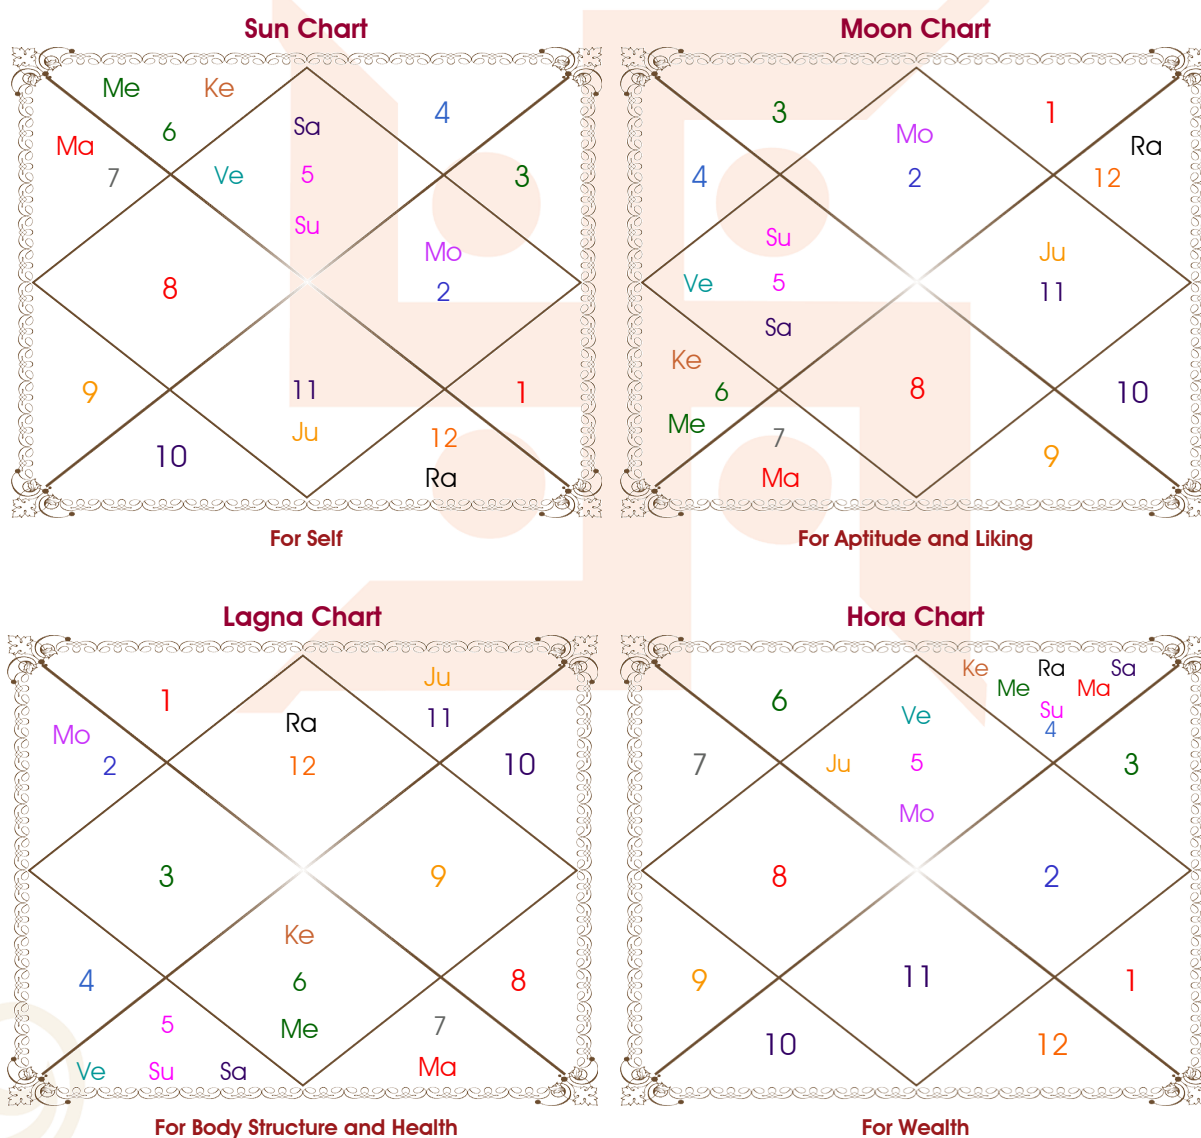 Sun Chart
Me Ke
6
Ma
7
Sa
Ve 5
Su
4
3
Mo
2
8
9
10
11
Ju
1
12
Ra
For Self
Moon Chart
3
4
Mo
2
1
Ra
12
Su
Ve 5
Sa
Ju
11
Ke
6
Me
7
Ma
8
10
9
For Aptitude and Liking
Lagna Chart
1
Mo
2
Ra
12
Ju
11
10
3
9
Ke
6
Me
4
5
Ve Su Sa
8
7
Ma
For Body Structure and Health
Hora Chart
6
7
Ve
Ju 5
Mo
Ke Ra Sa
Me Ma
Su
4
3
8
2
9
10
11
1
12
For Wealth